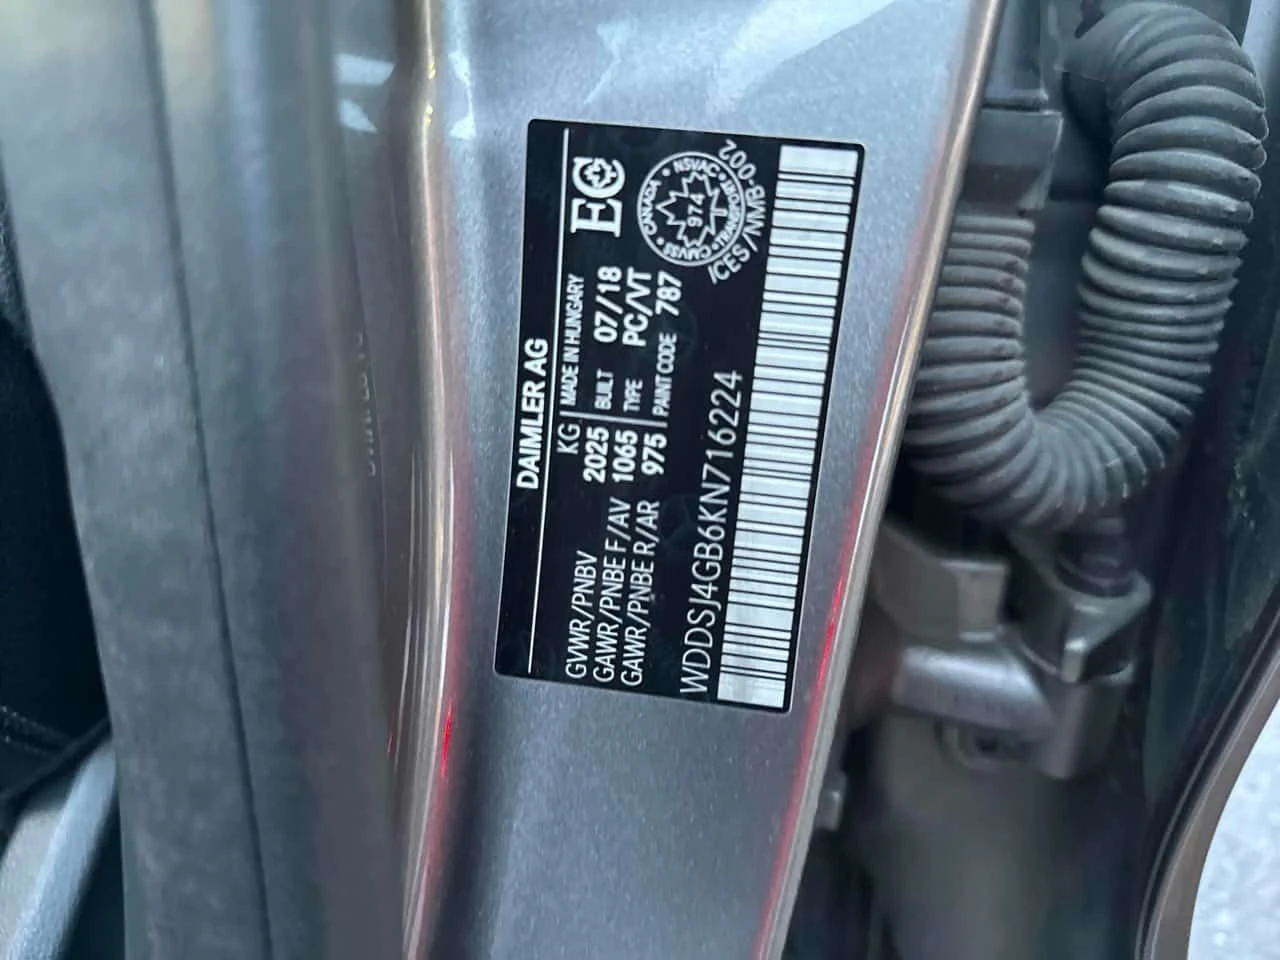 DAIMLER AG
KG MADE IN HUNGARY
GVWR/PNBV 2025 BUILT 07/18
GAWR/PNBE F/AV 1065 TYPE PC/VT
GAWR/PNBE R/AR 975 PAINT CODE 787
WDDSJ4GB6KN716224
EC
CANADA • NSVAC • TRANSPORT • CMVSS
974
ICES/NMB-002